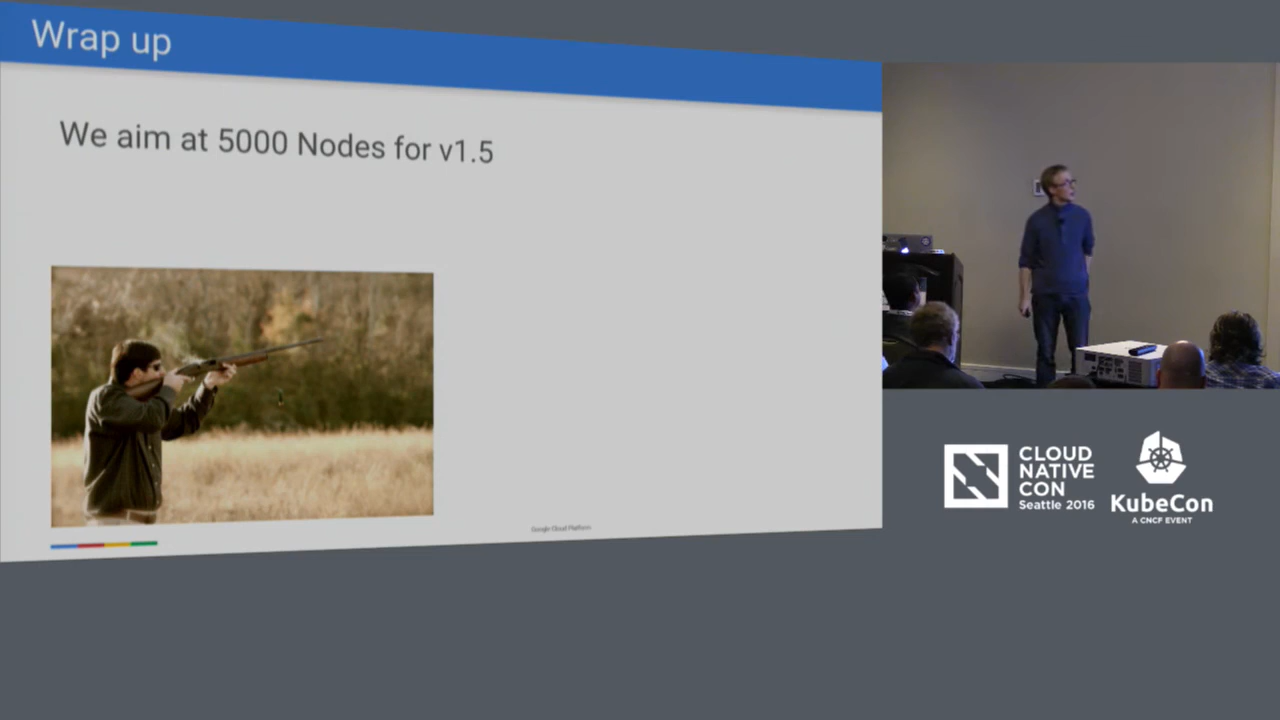 Wrap up
We aim at 5000 Nodes for v1.5
Google Cloud Platform
CLOUD
NATIVE
CON
Seattle 2016
KubeCon
A CNCF EVENT